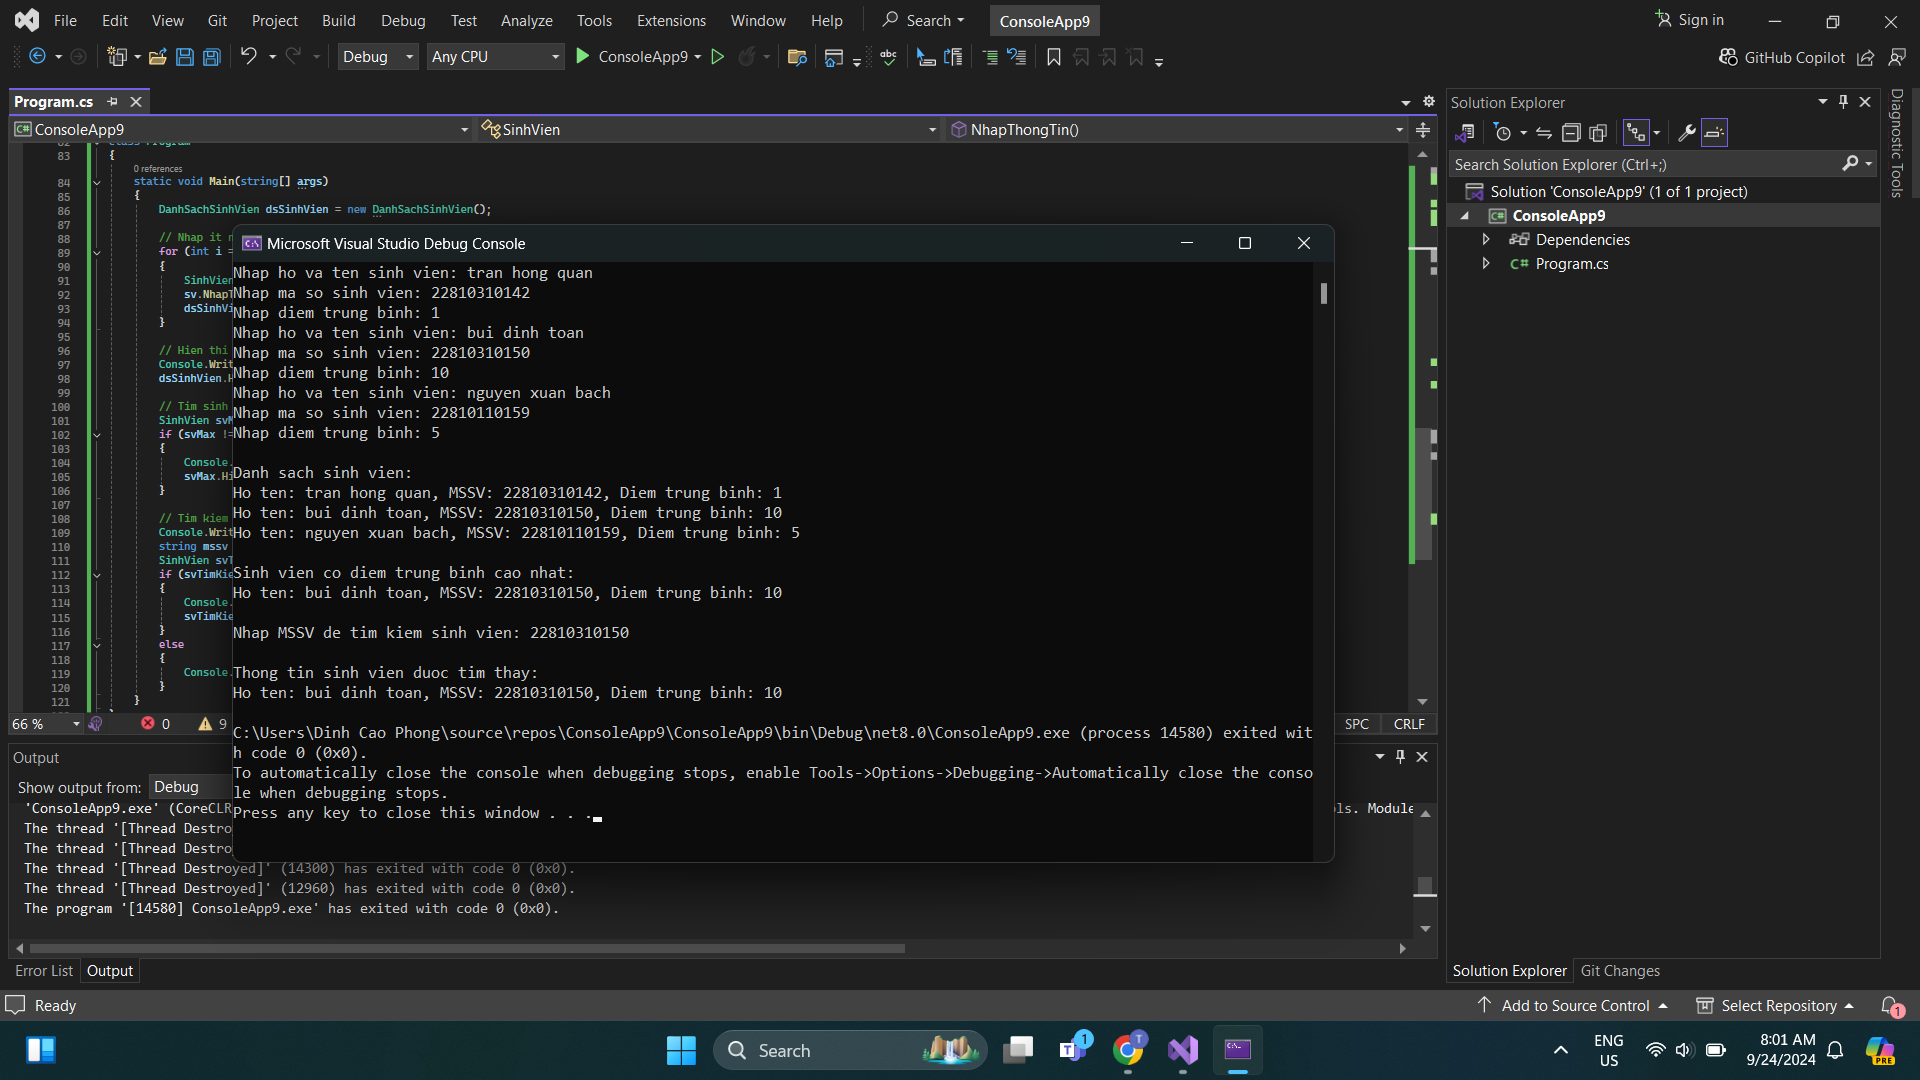 File Edit View Git Project Build Debug Test Analyze Tools Extensions Window Help Search ConsoleApp9 Sign in
Debug Any CPU ConsoleApp9 GitHub Copilot
Program.cs
ConsoleApp9 SinhVien NhapThongTin()
83 {
0 references
84 static void Main(string[] args)
85 {
86 DanhSachSinhVien dsSinhVien = new DanhSachSinhVien();
87
88 // Nhap it n
89 for (int i =
90 {
91 SinhVien
92 sv.NhapT
93 dsSinhVi
94 }
95
96 // Hien thi
97 Console.Writ
98 dsSinhVien.H
99
100 // Tim sinh
101 SinhVien svM
102 if (svMax !=
103 {
104 Console.
105 svMax.Hi
106 }
107
108 // Tim kiem
109 Console.Writ
110 string mssv
111 SinhVien svT
112 if (svTimKie
113 {
114 Console.
115 svTimKie
116 }
117 else
118 {
119 Console.
120 }
121 }
Microsoft Visual Studio Debug Console
Nhap ho va ten sinh vien: tran hong quan
Nhap ma so sinh vien: 22810310142
Nhap diem trung binh: 1
Nhap ho va ten sinh vien: bui dinh toan
Nhap ma so sinh vien: 22810310150
Nhap diem trung binh: 10
Nhap ho va ten sinh vien: nguyen xuan bach
Nhap ma so sinh vien: 22810110159
Nhap diem trung binh: 5
Danh sach sinh vien:
Ho ten: tran hong quan, MSSV: 22810310142, Diem trung binh: 1
Ho ten: bui dinh toan, MSSV: 22810310150, Diem trung binh: 10
Ho ten: nguyen xuan bach, MSSV: 22810110159, Diem trung binh: 5
Sinh vien co diem trung binh cao nhat:
Ho ten: bui dinh toan, MSSV: 22810310150, Diem trung binh: 10
Nhap MSSV de tim kiem sinh vien: 22810310150
Thong tin sinh vien duoc tim thay:
Ho ten: bui dinh toan, MSSV: 22810310150, Diem trung binh: 10
C:\Users\Dinh Cao Phong\source\repos\ConsoleApp9\ConsoleApp9\bin\Debug\net8.0\ConsoleApp9.exe (process 14580) exited wit
h code 0 (0x0).
To automatically close the console when debugging stops, enable Tools->Options->Debugging->Automatically close the conso
le when debugging stops.
Press any key to close this window . . .
66 % 0 9 SPC CRLF
Output
Show output from: Debug
'ConsoleApp9.exe' (CoreCLR ls. Module
The thread '[Thread Destro
The thread '[Thread Destro
The thread '[Thread Destroyed]' (14300) has exited with code 0 (0x0).
The thread '[Thread Destroyed]' (12960) has exited with code 0 (0x0).
The program '[14580] ConsoleApp9.exe' has exited with code 0 (0x0).
Error List Output
Solution Explorer
Search Solution Explorer (Ctrl+;)
Solution 'ConsoleApp9' (1 of 1 project)
C# ConsoleApp9
Dependencies
C# Program.cs
Solution Explorer Git Changes
Diagnostic Tools
Ready Add to Source Control Select Repository 1
Search 1 T ENG
US
8:01 AM
9/24/2024
PRE